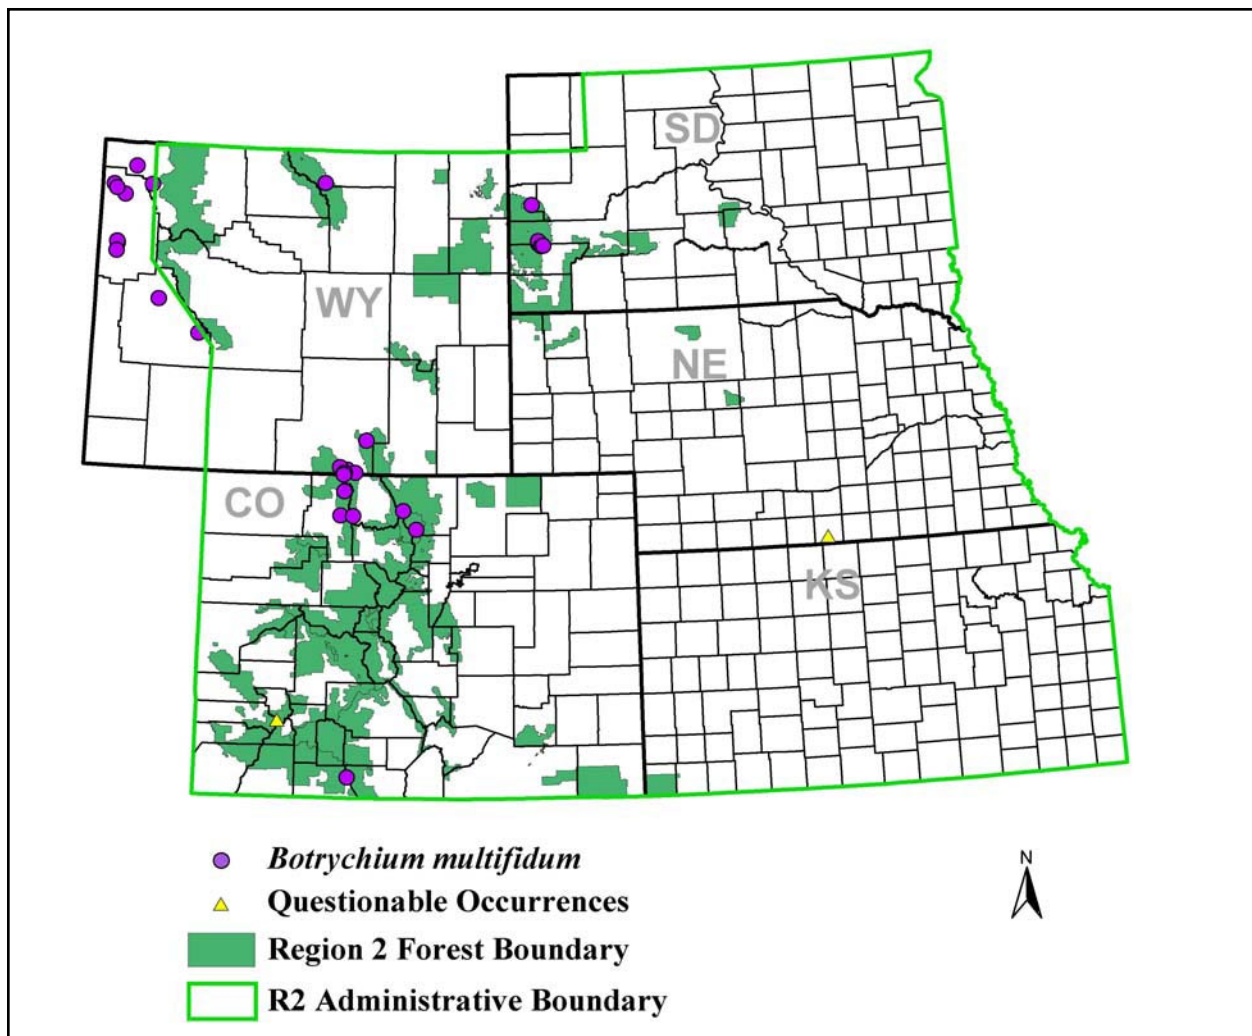 SD
WY
NE
CO
KS
Botrychium multifidum
Questionable Occurrences
N
Region 2 Forest Boundary
R2 Administrative Boundary